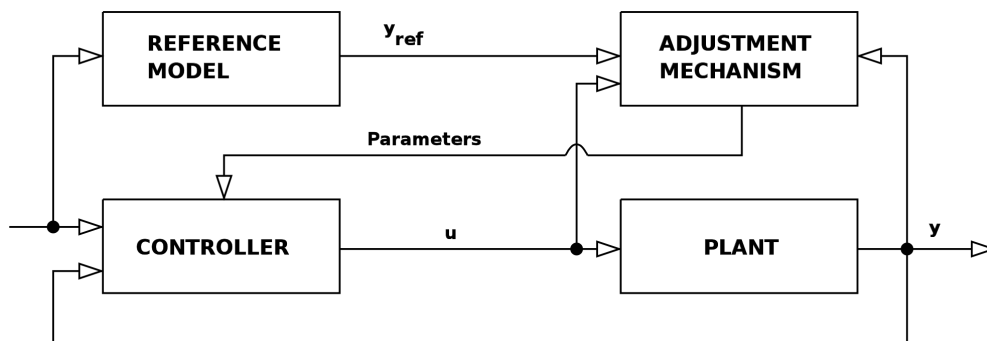 REFERENCE
MODEL
y_ref
ADJUSTMENT
MECHANISM
Parameters
CONTROLLER
u
PLANT
y